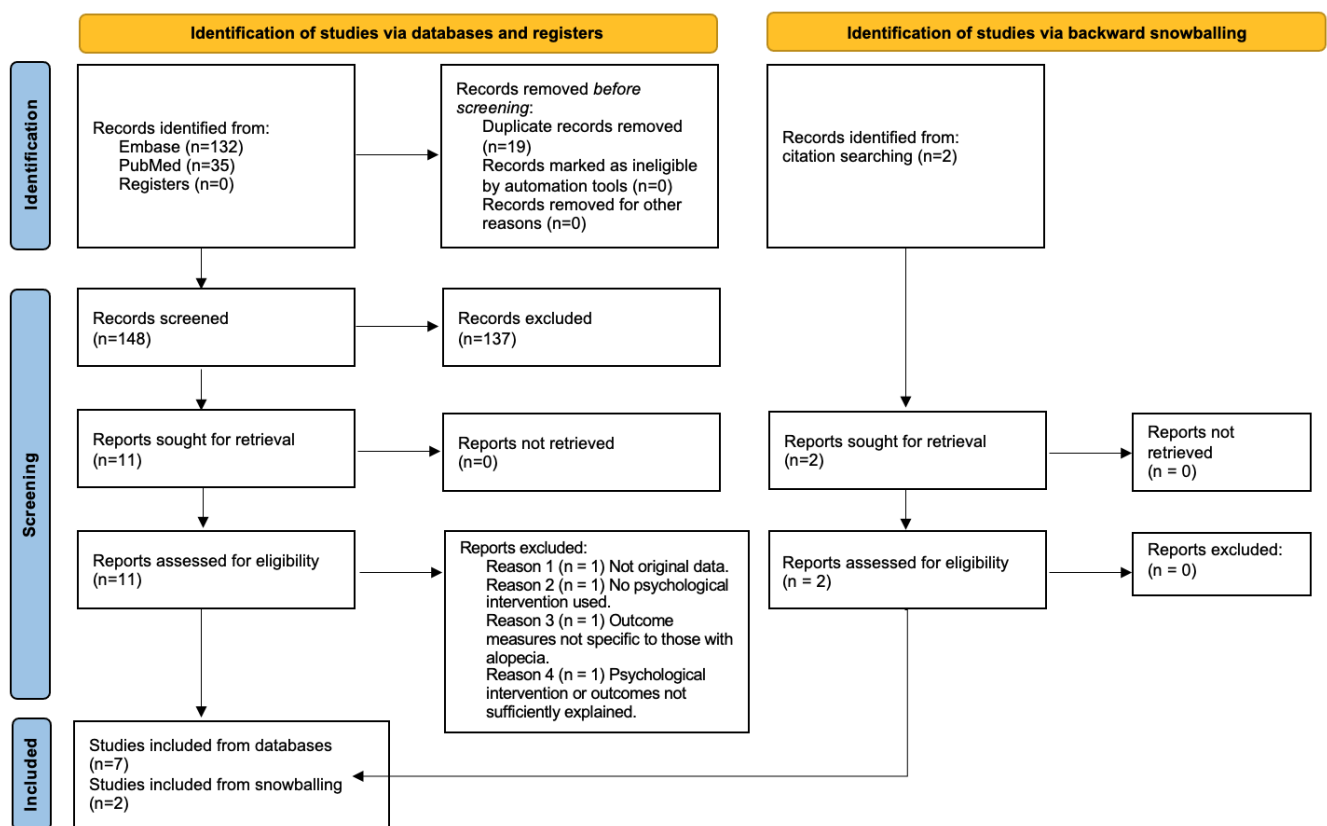 Identification of studies via databases and registers
Identification of studies via backward snowballing
Identification
Records identified from:
Embase (n=132)
PubMed (n=35)
Registers (n=0)
Records removed before
screening:
Duplicate records removed
(n=19)
Records marked as ineligible
by automation tools (n=0)
Records removed for other
reasons (n=0)
Records identified from:
citation searching (n=2)
Screening
Records screened
(n=148)
Records excluded
(n=137)
Reports sought for retrieval
(n=11)
Reports not retrieved
(n=0)
Reports sought for retrieval
(n=2)
Reports not
retrieved
(n = 0)
Reports assessed for eligibility
(n=11)
Reports excluded:
Reason 1 (n = 1) Not original data.
Reason 2 (n = 1) No psychological
intervention used.
Reason 3 (n = 1) Outcome
measures not specific to those with
alopecia.
Reason 4 (n = 1) Psychological
intervention or outcomes not
sufficiently explained.
Reports assessed for eligibility
(n = 2)
Reports excluded:
(n = 0)
Included
Studies included from databases
(n=7)
Studies included from snowballing
(n=2)